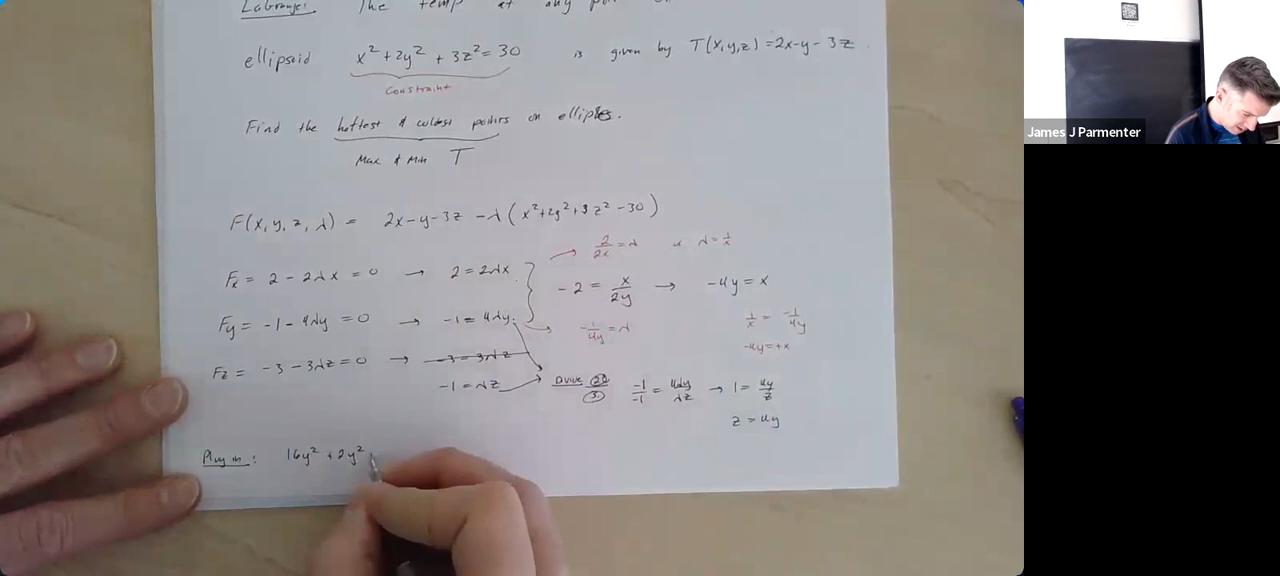 Lagrange: The temp at any poi
ellipsoid x² + 2y² + 3z² = 30 is given by T(x,y,z) = 2x - y - 3z.
Constraint
Find the hottest & coldest points on
Max & Min T
F(x, y, z, λ) = 2x - y - 3z - λ(x² + 2y² + 3z² - 30)
2/2x = λ λ = 1/x
Fx = 2 - 2λx = 0 → 2 = 2λx
-2 = x/2y → -4y = x
Fy = -1 - 4λy = 0 → -1 = 4λy
-1/4y = λ
1/x = -1/4y
-4y = +x
Fz = -3 - 3λz = 0 → -3 = 3λz
-1 = λz
Divide 2 3 -1/-1 = 4λy/λz → 1 = 4y/z
z = 4y
Plug in: 16y² + 2y²
James J Parmenter